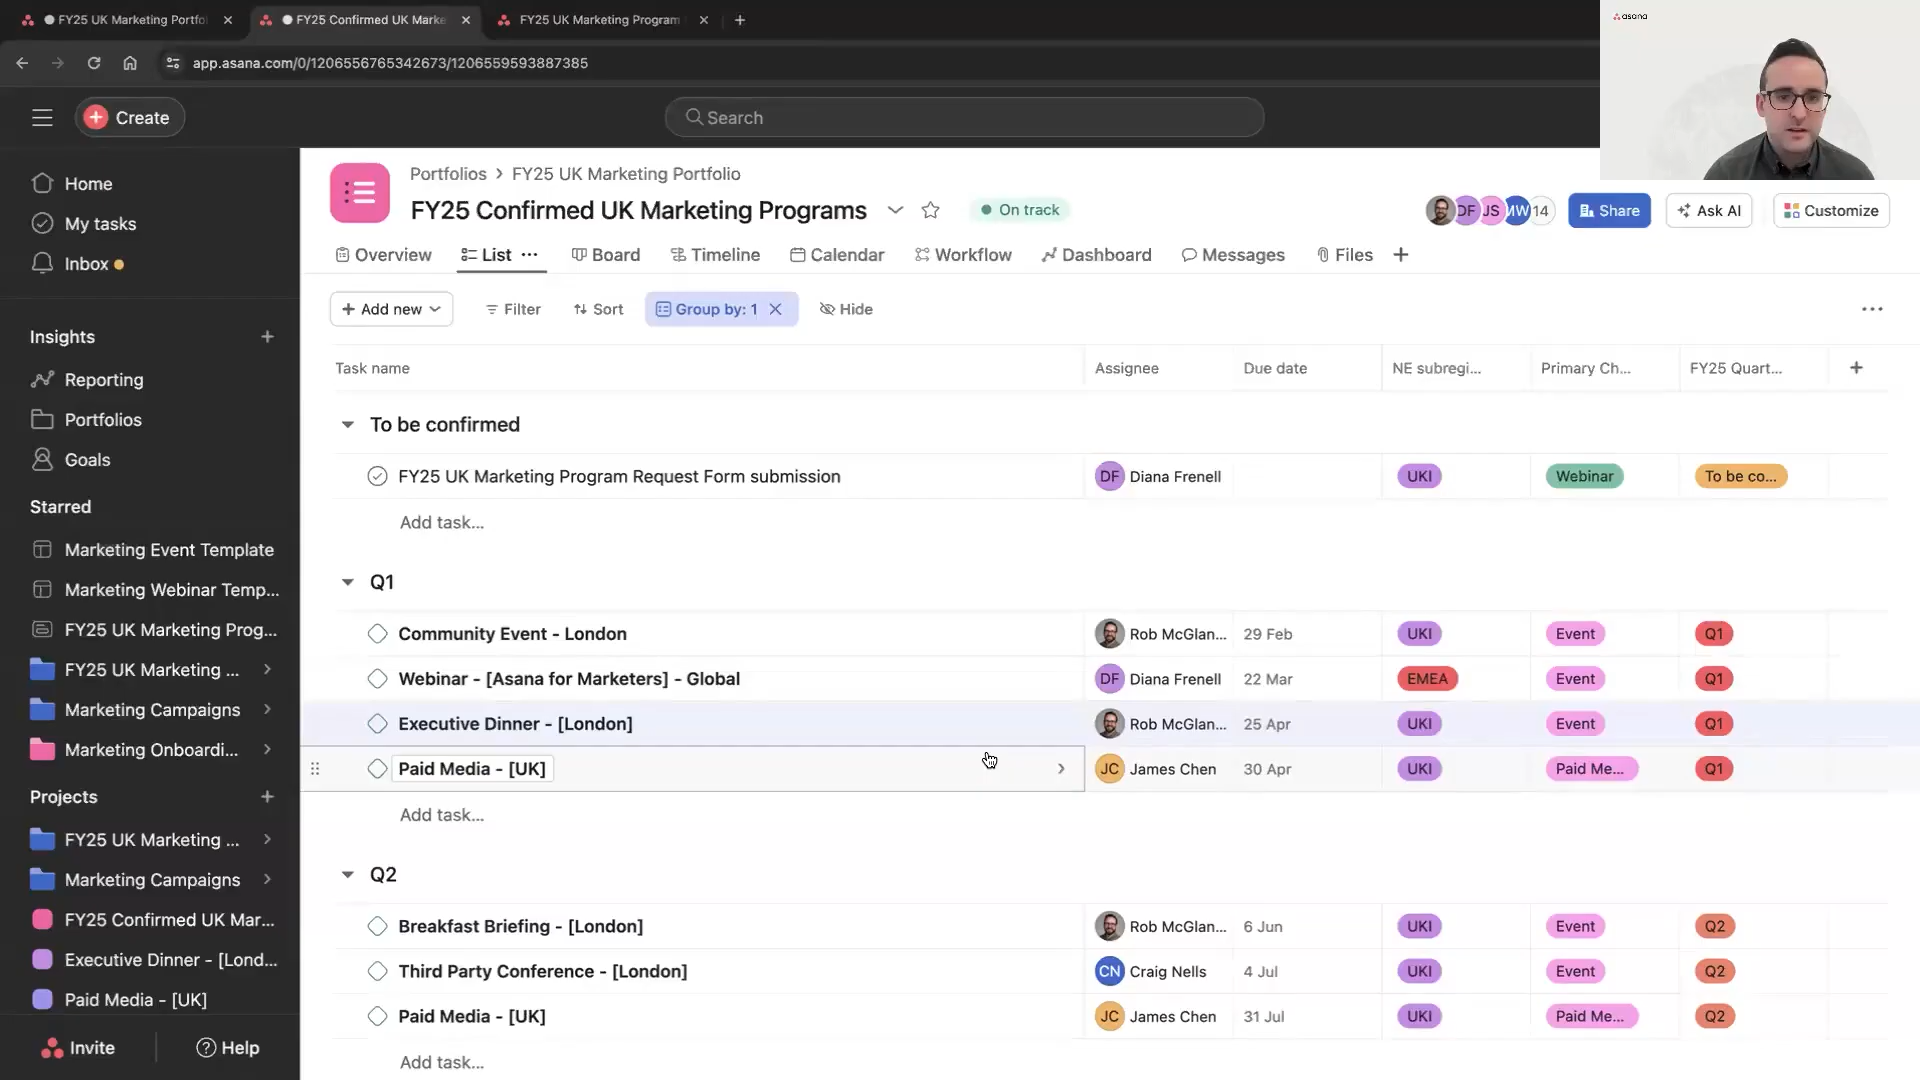 FY25 UK Marketing Portfo
FY25 Confirmed UK Marke
FY25 UK Marketing Program
app.asana.com/0/1206556765342673/1206559593887385
asana
Create
Search
Home
My tasks
Inbox
Insights
Reporting
Portfolios
Goals
Starred
Marketing Event Template
Marketing Webinar Temp...
FY25 UK Marketing Prog...
FY25 UK Marketing ...
Marketing Campaigns
Marketing Onboardi...
Projects
FY25 UK Marketing ...
Marketing Campaigns
FY25 Confirmed UK Mar...
Executive Dinner - [Lond...
Paid Media - [UK]
Invite
Help
Portfolios > FY25 UK Marketing Portfolio
FY25 Confirmed UK Marketing Programs
On track
DF JS MW 14
Share
Ask AI
Customize
Overview List Board Timeline Calendar Workflow Dashboard Messages Files
Add new Filter Sort Group by: 1 Hide
Task name Assignee Due date NE subregi... Primary Ch... FY25 Quart...
To be confirmed
FY25 UK Marketing Program Request Form submission DF Diana Frenell UKI Webinar To be co...
Add task...
Q1
Community Event - London Rob McGlan... 29 Feb UKI Event Q1
Webinar - [Asana for Marketers] - Global DF Diana Frenell 22 Mar EMEA Event Q1
Executive Dinner - [London] Rob McGlan... 25 Apr UKI Event Q1
Paid Media - [UK] JC James Chen 30 Apr UKI Paid Me... Q1
Add task...
Q2
Breakfast Briefing - [London] Rob McGlan... 6 Jun UKI Event Q2
Third Party Conference - [London] CN Craig Nells 4 Jul UKI Event Q2
Paid Media - [UK] JC James Chen 31 Jul UKI Paid Me... Q2
Add task...